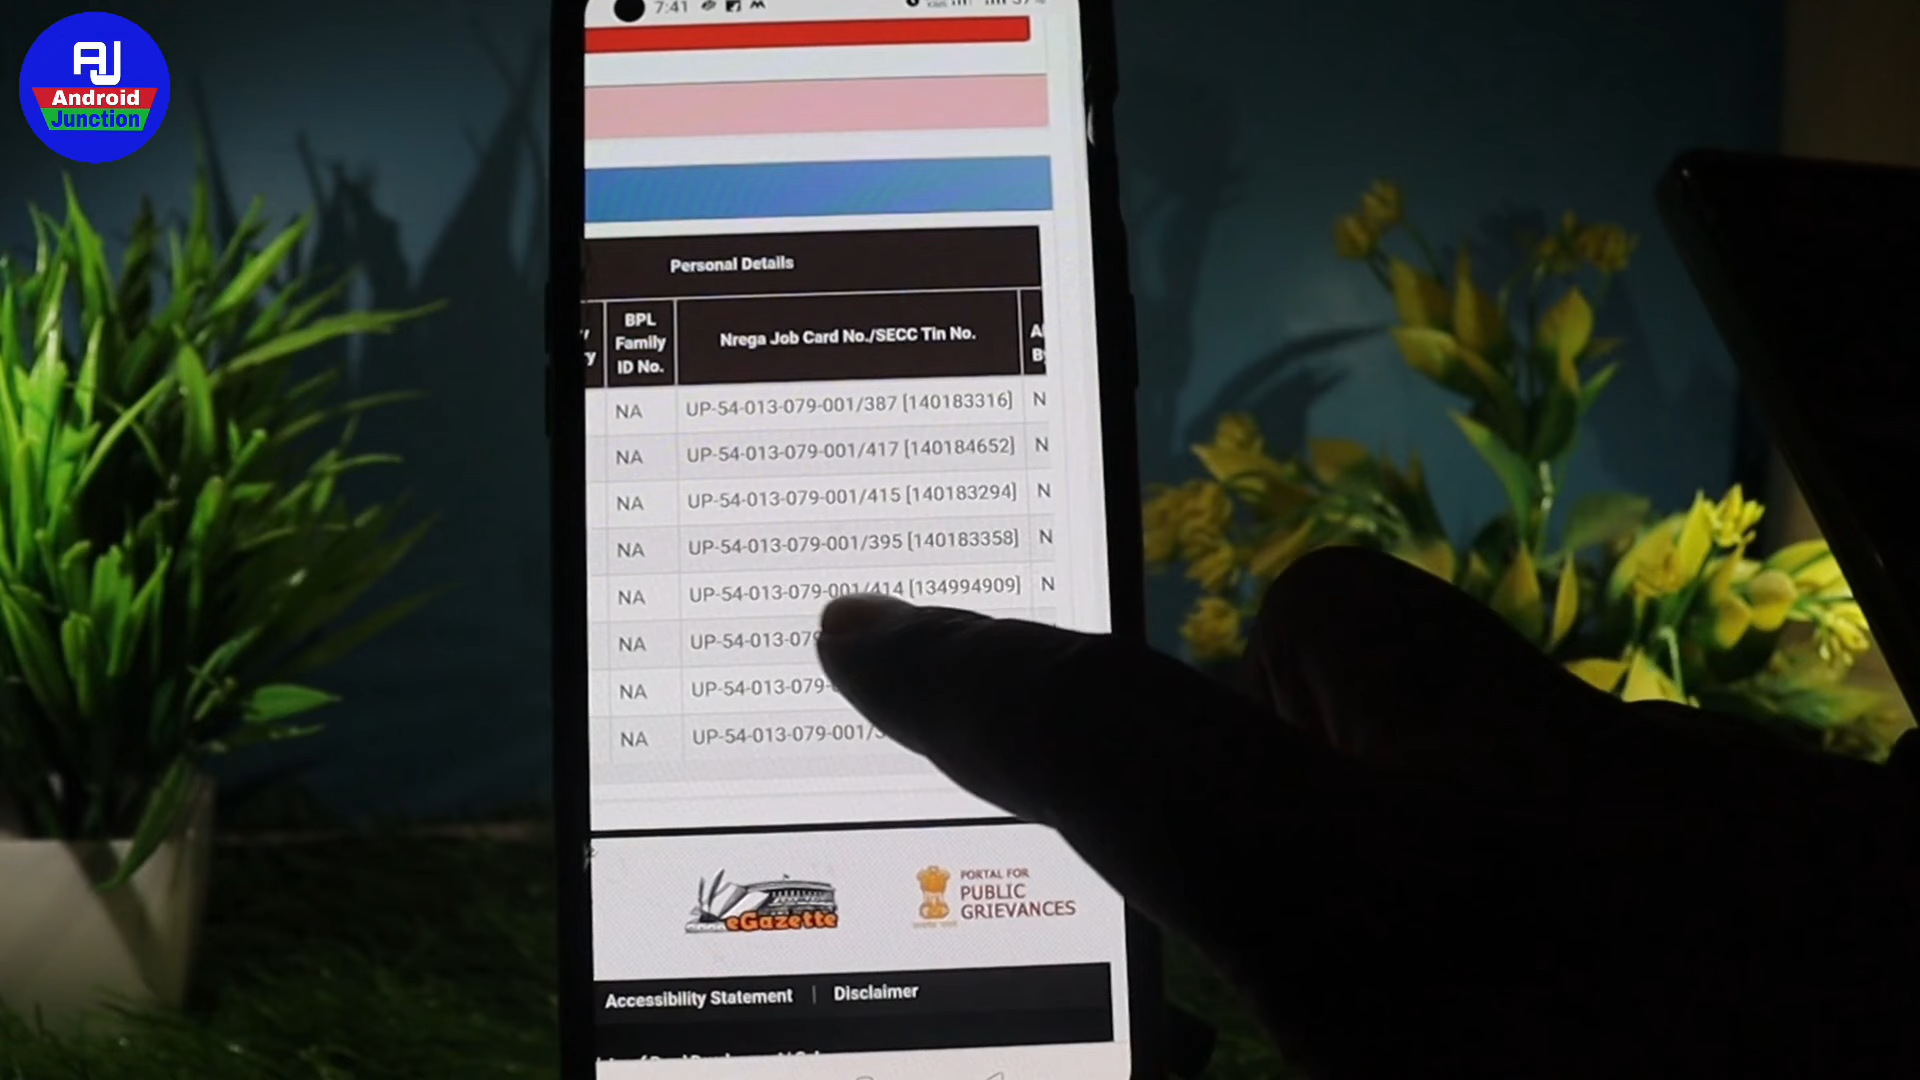 AJ
Android
Junction
7:41
Personal Details
BPL Family ID No.
Nrega Job Card No./SECC Tin No.
NA UP-54-013-079-001/387 [140183316] N
NA UP-54-013-079-001/417 [140184652] N
NA UP-54-013-079-001/415 [140183294] N
NA UP-54-013-079-001/395 [140183358] N
NA UP-54-013-079-001/414 [134994909] N
NA UP-54-013-079
NA UP-54-013-079-
NA UP-54-013-079-001/
eGazette
PORTAL FOR
PUBLIC
GRIEVANCES
Accessibility Statement | Disclaimer